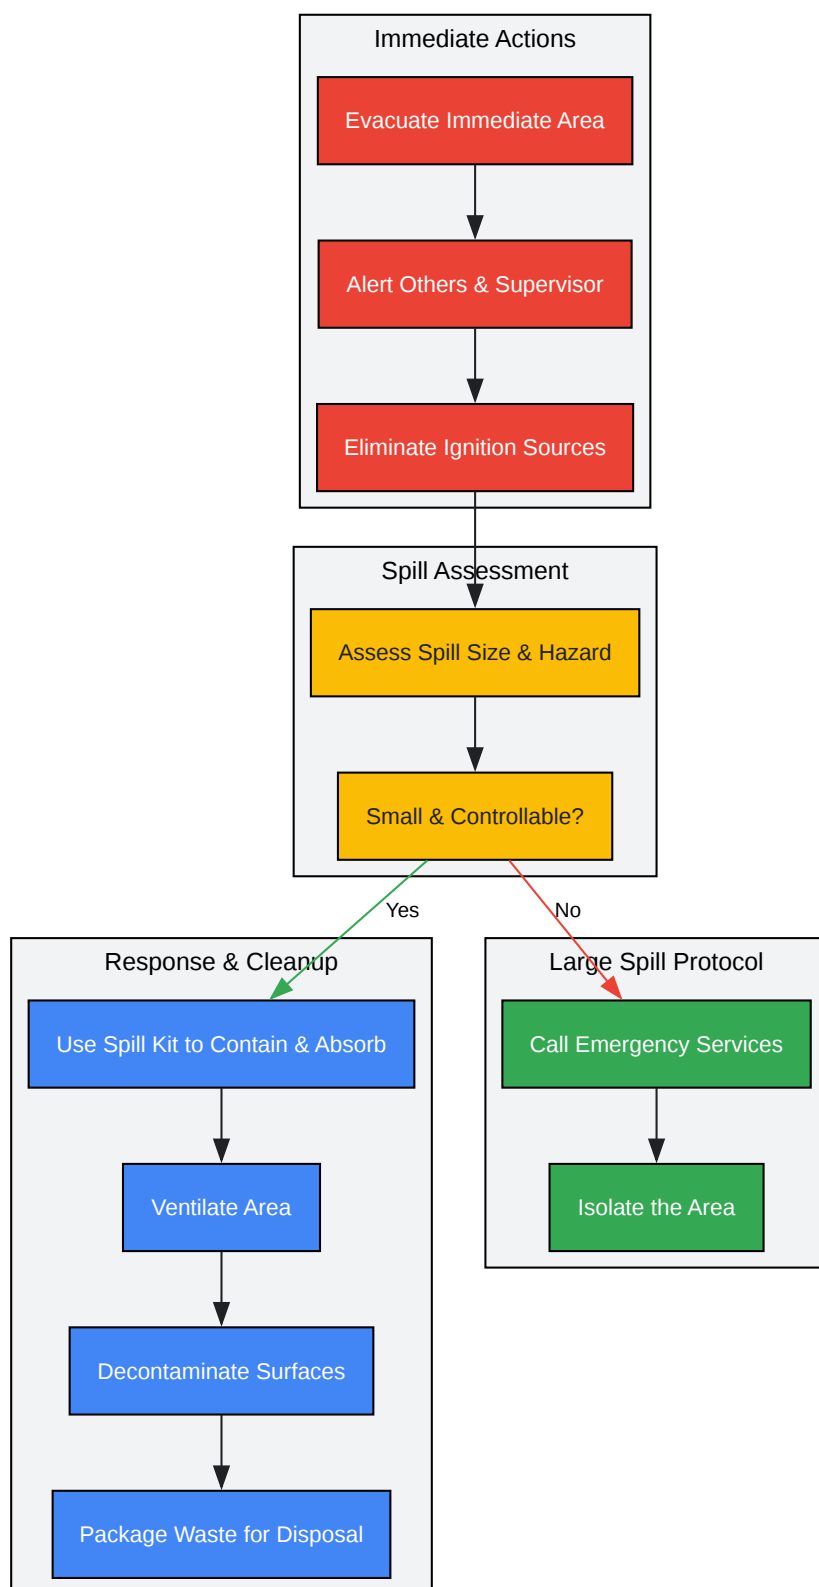 Immediate Actions
Evacuate Immediate Area
Alert Others & Supervisor
Eliminate Ignition Sources
Spill Assessment
Assess Spill Size & Hazard
Small & Controllable?
Yes
No
Response & Cleanup
Use Spill Kit to Contain & Absorb
Ventilate Area
Decontaminate Surfaces
Package Waste for Disposal
Large Spill Protocol
Call Emergency Services
Isolate the Area